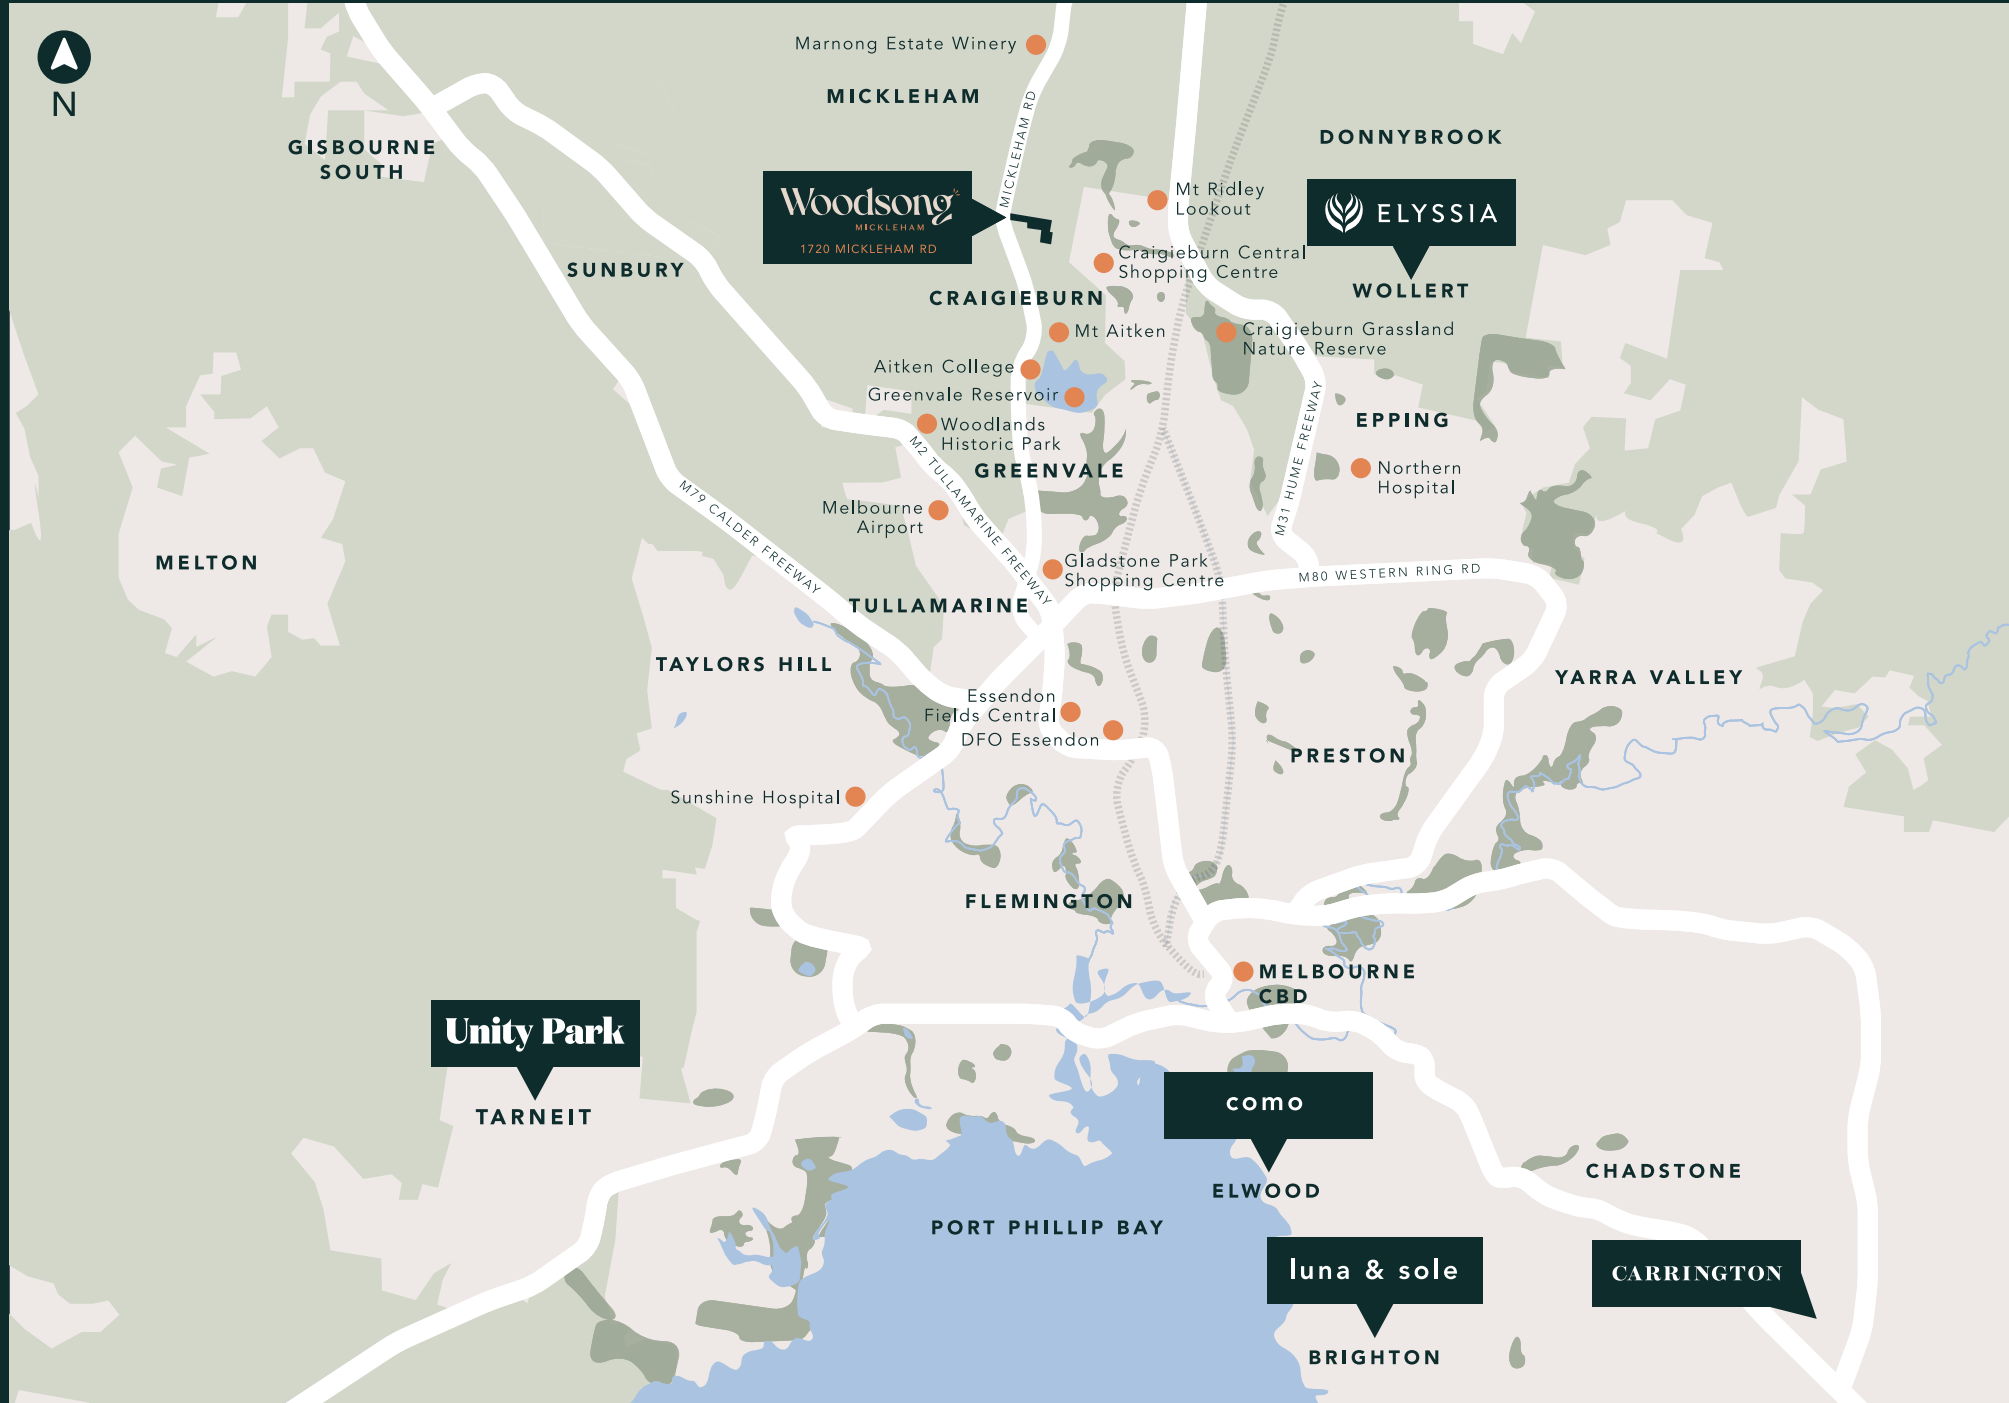 N
Marnong Estate Winery
MICKLEHAM
MICKLEHAM RD
DONNYBROOK
GISBOURNE
SOUTH
Woodsong
MICKLEHAM
1720 MICKLEHAM RD
Mt Ridley
Lookout
ELYSSIA
WOLLERT
SUNBURY
Craigieburn Central
Shopping Centre
CRAIGIEBURN
Mt Aitken
Craigieburn Grassland
Nature Reserve
Aitken College
Greenvale Reservoir
Woodlands
Historic Park
EPPING
M2 TULLAMARINE FREEWAY
GREENVALE
M31 HUME FREEWAY
Northern
Hospital
M79 CALDER FREEWAY
Melbourne
Airport
MELTON
Gladstone Park
Shopping Centre
M80 WESTERN RING RD
TULLAMARINE
TAYLORS HILL
YARRA VALLEY
Essendon
Fields Central
DFO Essendon
PRESTON
Sunshine Hospital
FLEMINGTON
MELBOURNE
CBD
Unity Park
TARNEIT
como
ELWOOD
CHADSTONE
PORT PHILLIP BAY
luna & sole
BRIGHTON
CARRINGTON